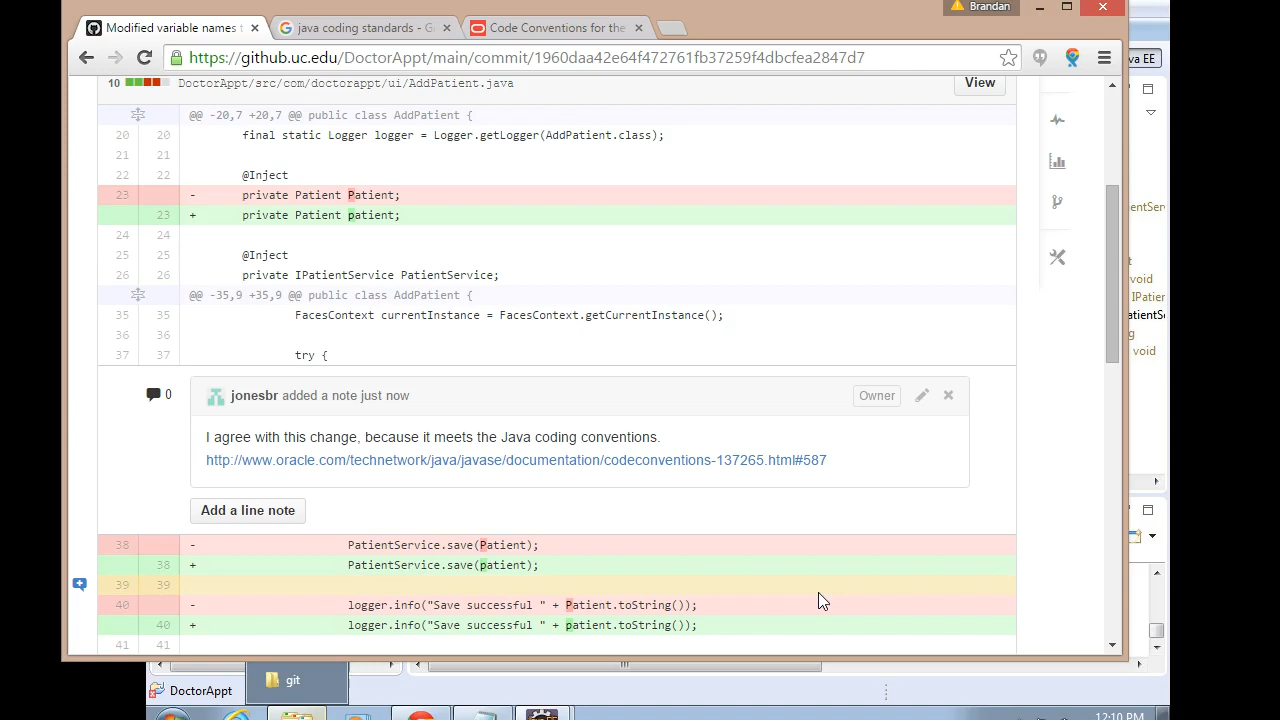 Brandan
Modified variable names t
java coding standards - G
Code Conventions for the
https://github.uc.edu/DoctorAppt/main/commit/1960daa42e64f472761fb37259f4dbcfea2847d7
va EE
10 DoctorAppt/src/com/doctorappt/ui/AddPatient.java View
@@ -20,7 +20,7 @@ public class AddPatient {
20 20 final static Logger logger = Logger.getLogger(AddPatient.class);
21 21
22 22 @Inject
23 - private Patient Patient;
23 + private Patient patient;
24 24
25 25 @Inject
26 26 private IPatientService PatientService;
@@ -35,9 +35,9 @@ public class AddPatient {
35 35 FacesContext currentInstance = FacesContext.getCurrentInstance();
36 36
37 37 try {
0 jonesbr added a note just now Owner
I agree with this change, because it meets the Java coding conventions.
http://www.oracle.com/technetwork/java/javase/documentation/codeconventions-137265.html#587
Add a line note
38 - PatientService.save(Patient);
38 + PatientService.save(patient);
39 39
40 - logger.info("Save successful " + Patient.toString());
40 + logger.info("Save successful " + patient.toString());
41 41
entServ
t
void
IPatier
atientS
g
void
DoctorAppt
git
12:10 PM